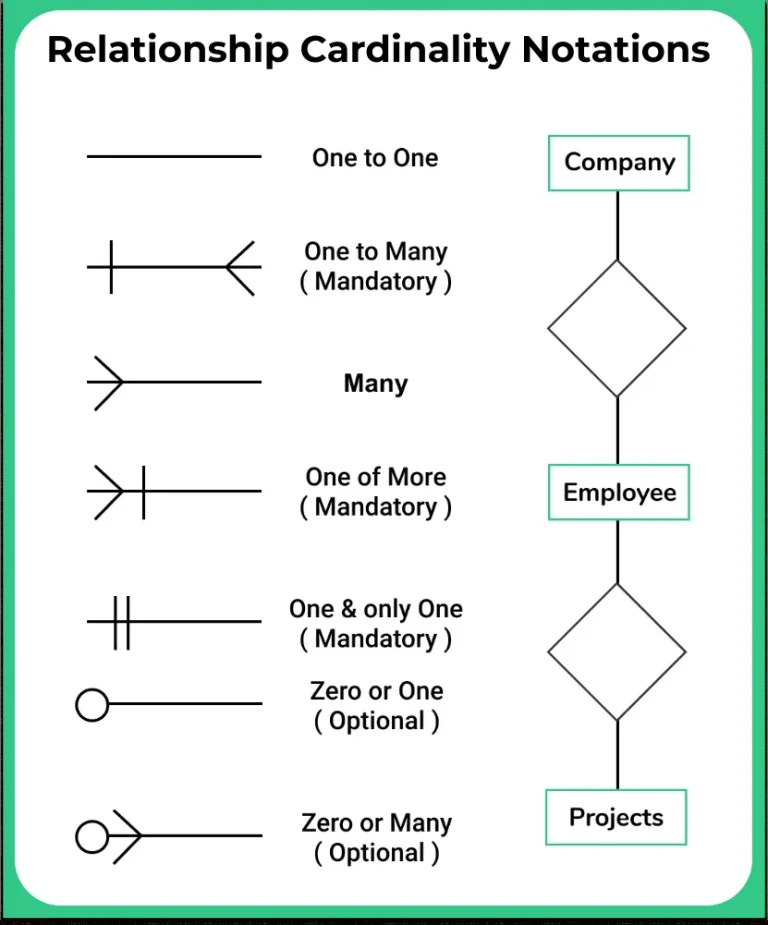 Relationship Cardinality Notations
One to One
One to Many
( Mandatory )
Many
One of More
( Mandatory )
One & only One
( Mandatory )
Zero or One
( Optional )
Zero or Many
( Optional )
Company
Employee
Projects